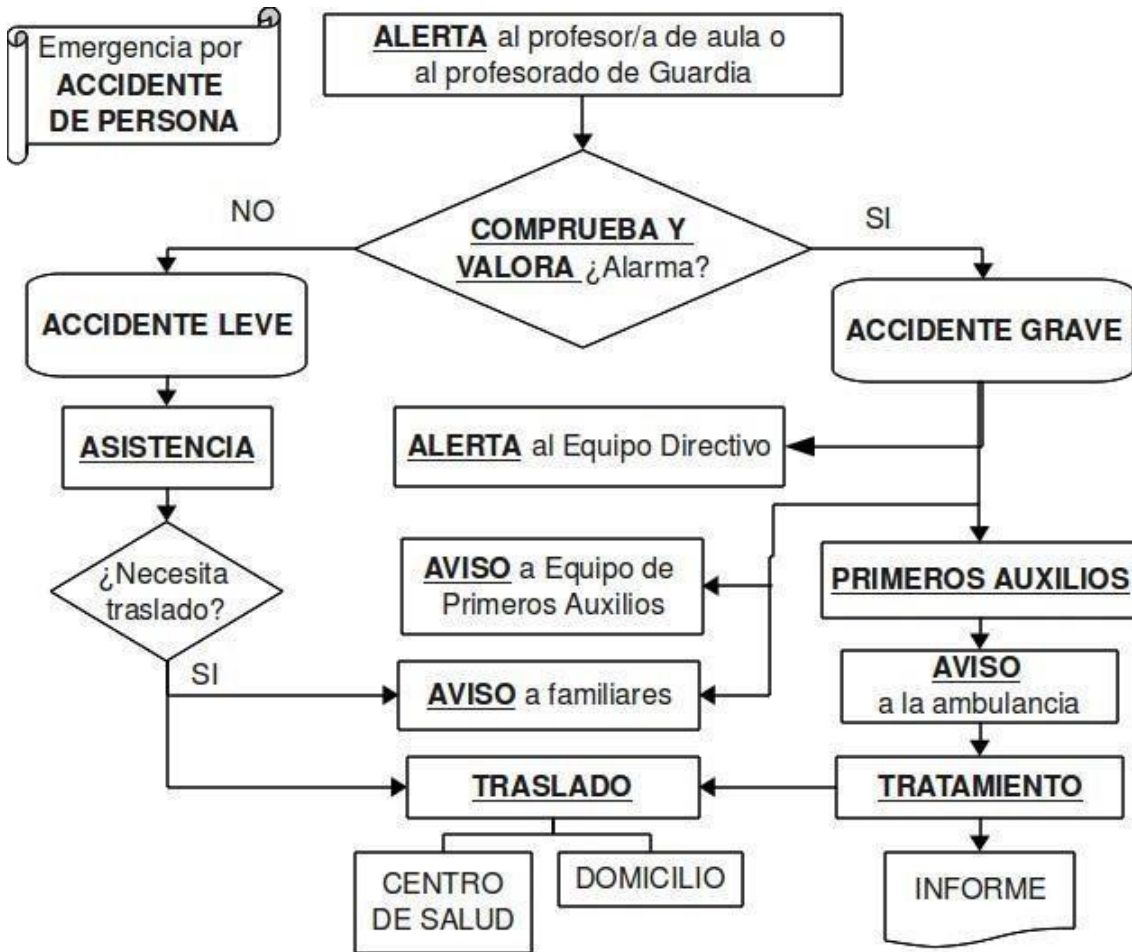 Emergencia por
ACCIDENTE
DE PERSONA
ALERTA al profesor/a de aula o
al profesorado de Guardia
NO
COMPRUEBA Y
VALORA ¿Alarma?
SI
ACCIDENTE LEVE
ACCIDENTE GRAVE
ASISTENCIA
ALERTA al Equipo Directivo
¿Necesita
traslado?
AVISO a Equipo de
Primeros Auxilios
PRIMEROS AUXILIOS
SI
AVISO a familiares
AVISO
a la ambulancia
TRASLADO
TRATAMIENTO
CENTRO
DE SALUD
DOMICILIO
INFORME